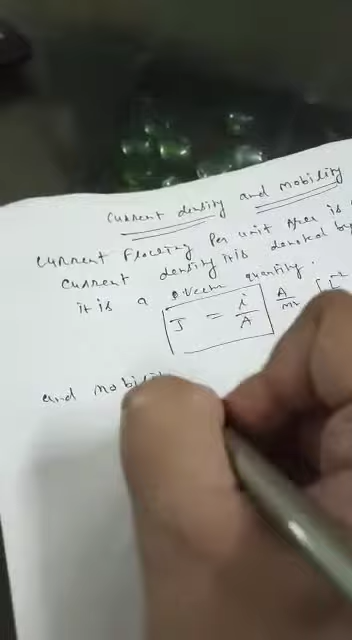 Current density and mobility
Current Flowing Per unit Area is
current density it is denoted by
it is a vector quantity.
J = i/A A/m²
and mobili